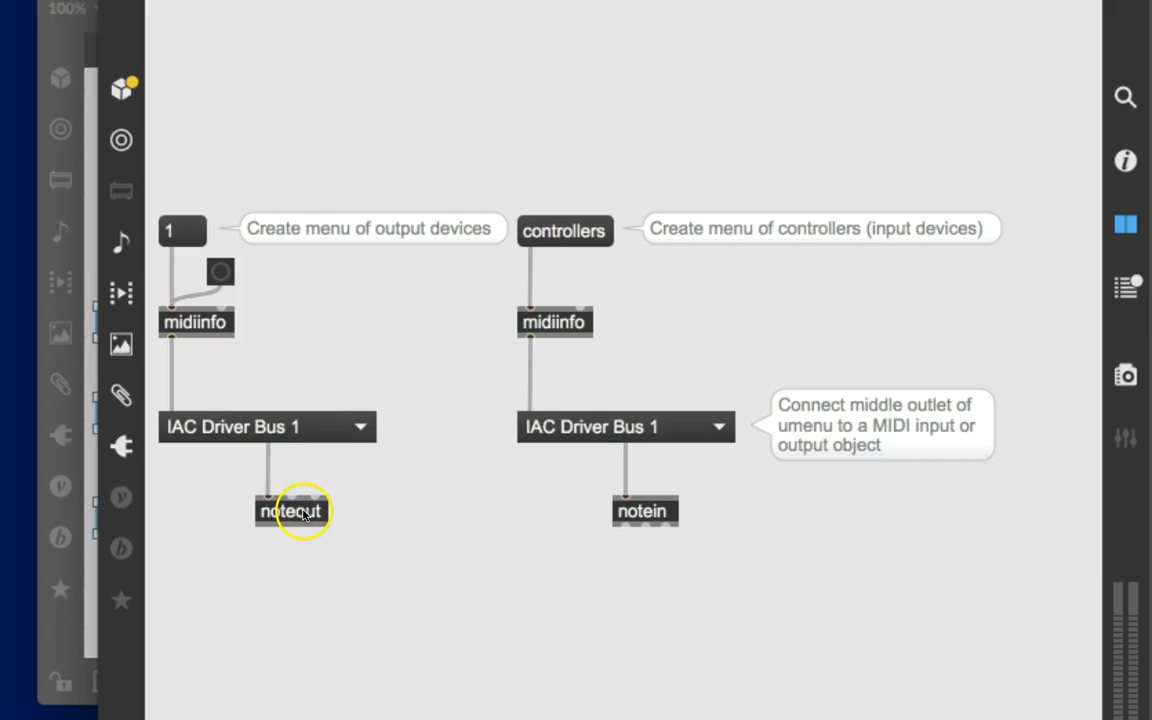 100%
1
Create menu of output devices
controllers
Create menu of controllers (input devices)
midiinfo
midiinfo
IAC Driver Bus 1
IAC Driver Bus 1
Connect middle outlet of
umenu to a MIDI input or
output object
noteout
notein